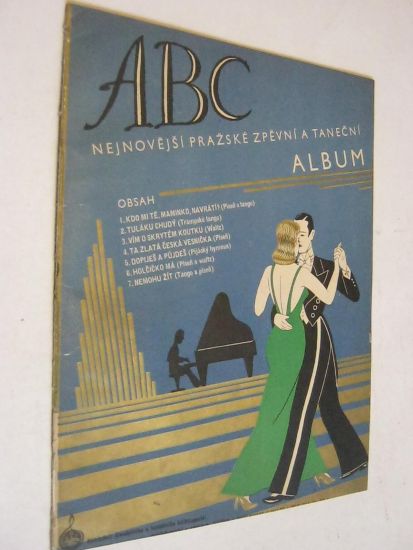 ABC
NEJNOVĚJŠÍ PRAŽSKÉ ZPĚVNÍ A TANEČNÍ
ALBUM
OBSAH
1. KDO MI TĚ, MAMINKO, NAVRÁTÍ? (Píseň a tango)
2. TULÁKU CHUDÝ (Trampské tango)
3. VÍM O SKRYTÉM KOUTKU (Waltz)
4. TA ZLATÁ ČESKÁ VESNIČKA (Píseň)
5. DOPIJEŠ A PŮJDEŠ (Pijácký hymnus)
6. HOLČIČKO MÁ (Píseň a waltz)
7. NEMOHU ŽÍT (Tango a píseň)